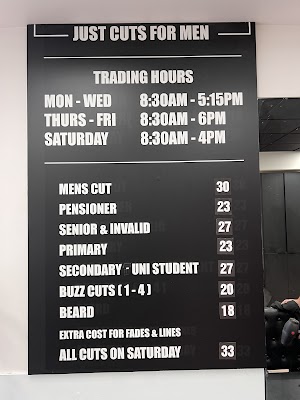 JUST CUTS FOR MEN
TRADING HOURS
MON - WED 8:30AM - 5:15PM
THURS - FRI 8:30AM - 6PM
SATURDAY 8:30AM - 4PM
MENS CUT 30
PENSIONER 23
SENIOR & INVALID 27
PRIMARY 23
SECONDARY - UNI STUDENT 27
BUZZ CUTS ( 1 - 4 ) 20
BEARD 18
EXTRA COST FOR FADES & LINES
ALL CUTS ON SATURDAY 33